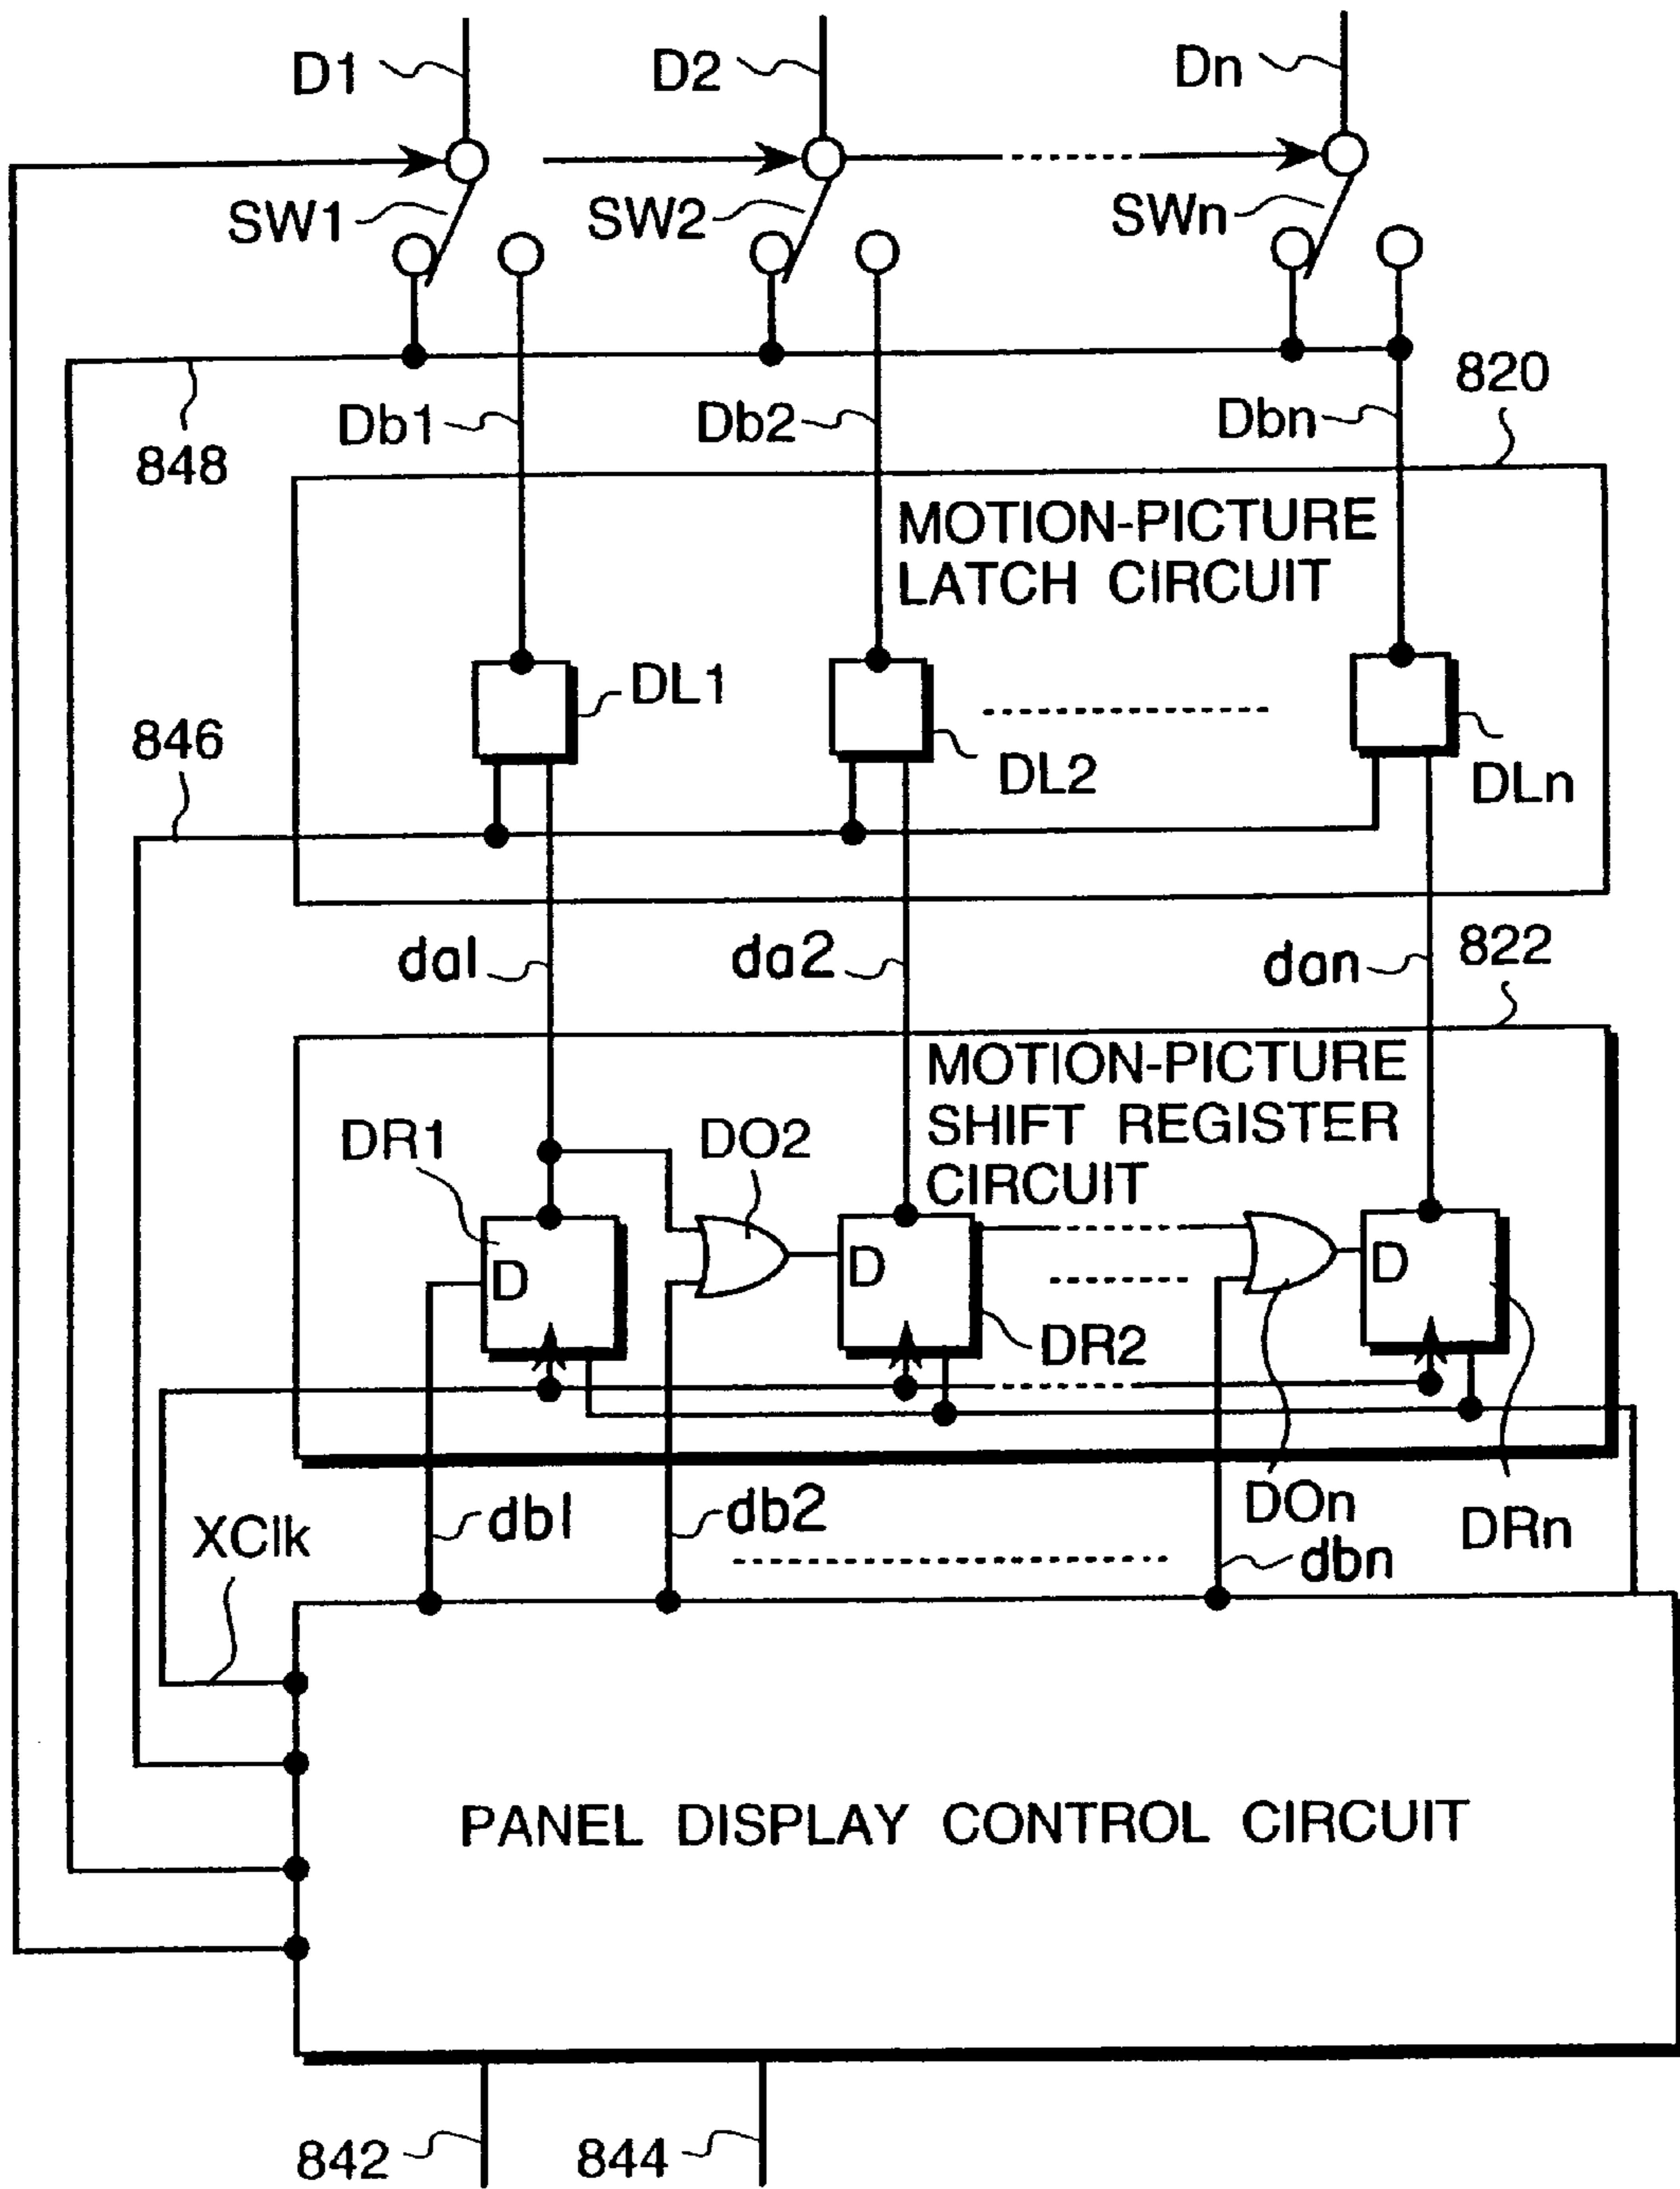 D1
D2
Dn
SW1
SW2
SWn
820
848
Db1
Db2
Dbn
MOTION-PICTURE
LATCH CIRCUIT
DL1
DL2
DLn
846
da1
da2
dan
822
MOTION-PICTURE
SHIFT REGISTER
CIRCUIT
DR1
DO2
D
D
D
DR2
XClk
db1
db2
DOn
dbn
DRn
PANEL DISPLAY CONTROL CIRCUIT
842
844